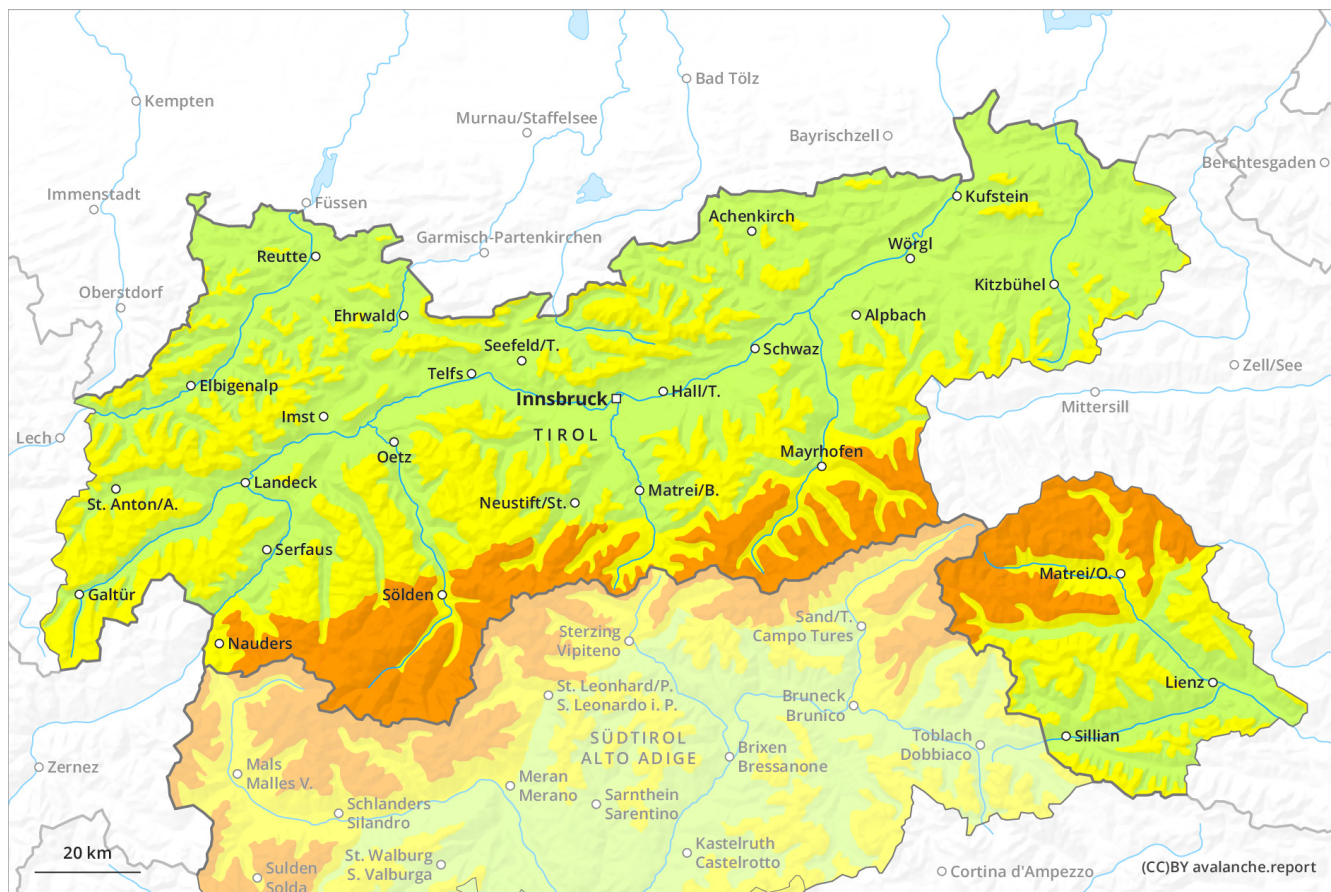 Bad Tölz
Kempten
Murnau/Staffelsee
Bayrischzell
Berchtesgaden
Immenstadt
Füssen
Kufstein
Achenkirch
Garmisch-Partenkirchen
Wörgl
Reutte
Kitzbühel
Oberstdorf
Ehrwald
Alpbach
Seefeld/T.
Schwaz
Zell/See
Telfs
Elbigenalp
Innsbruck
Hall/T.
Mittersill
Imst
Lech
TIROL
Oetz
Mayrhofen
Landeck
Matrei/B.
St. Anton/A.
Neustift/St.
Serfaus
Matrei/O.
Galtür
Sölden
Sand/T.
Campo Tures
Sterzing
Vipiteno
Nauders
Lienz
St. Leonhard/P.
S. Leonardo i. P.
Bruneck
Brunico
SÜDTIROL
ALTO ADIGE
Toblach
Dobbiaco
Sillian
Brixen
Bressanone
Zernez
Mals
Malles V.
Meran
Merano
Sarnthein
Sarentino
Schlanders
Silandro
20 km
St. Walburg
S. Valburga
Kastelruth
Castelrotto
Sulden
Solda
Cortina d'Ampezzo
(CC)BY avalanche.report